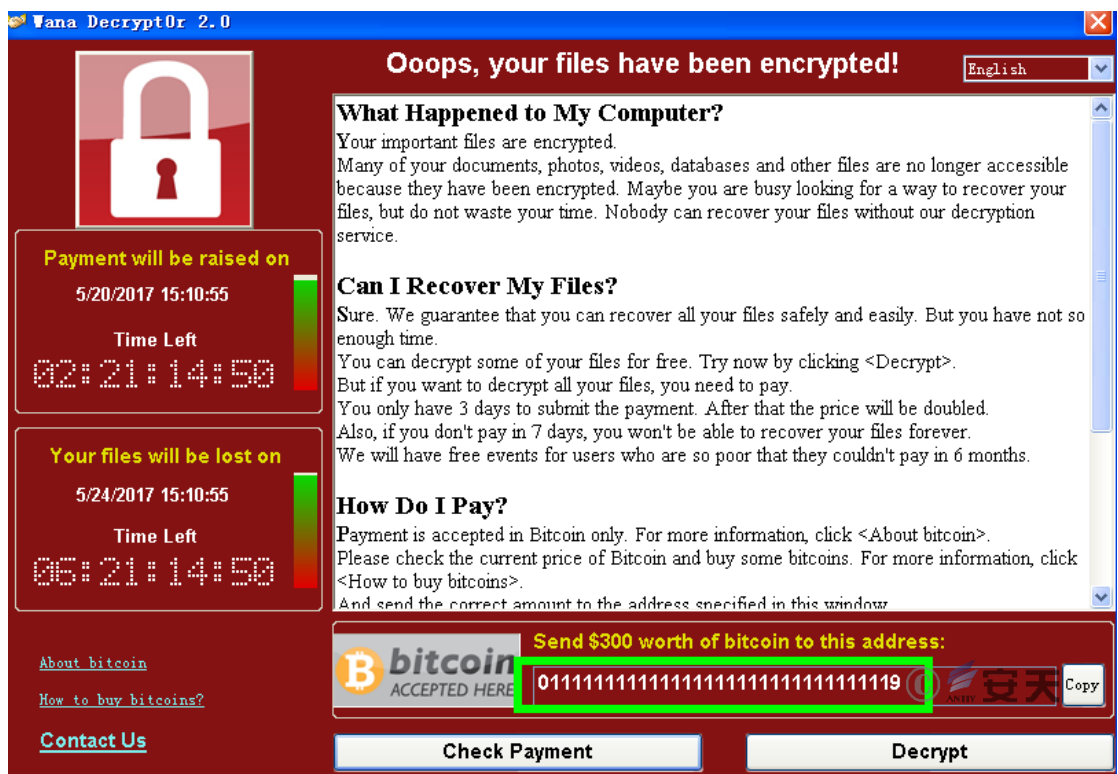 Wana Decrypt0r 2.0
Ooops, your files have been encrypted!
English
What Happened to My Computer?
Your important files are encrypted.
Many of your documents, photos, videos, databases and other files are no longer accessible
because they have been encrypted. Maybe you are busy looking for a way to recover your
files, but do not waste your time. Nobody can recover your files without our decryption
service.
Can I Recover My Files?
Sure. We guarantee that you can recover all your files safely and easily. But you have not so
enough time.
You can decrypt some of your files for free. Try now by clicking <Decrypt>.
But if you want to decrypt all your files, you need to pay.
You only have 3 days to submit the payment. After that the price will be doubled.
Also, if you don't pay in 7 days, you won't be able to recover your files forever.
We will have free events for users who are so poor that they couldn't pay in 6 months.
How Do I Pay?
Payment is accepted in Bitcoin only. For more information, click <About bitcoin>.
Please check the current price of Bitcoin and buy some bitcoins. For more information, click
<How to buy bitcoins>.
And send the correct amount to the address specified in this window.
Payment will be raised on
5/20/2017 15:10:55
Time Left
02:21:14:50
Your files will be lost on
5/24/2017 15:10:55
Time Left
06:21:14:50
About bitcoin
How to buy bitcoins?
Contact Us
bitcoin
ACCEPTED HERE
Send $300 worth of bitcoin to this address:
安天
Copy
Check Payment
Decrypt